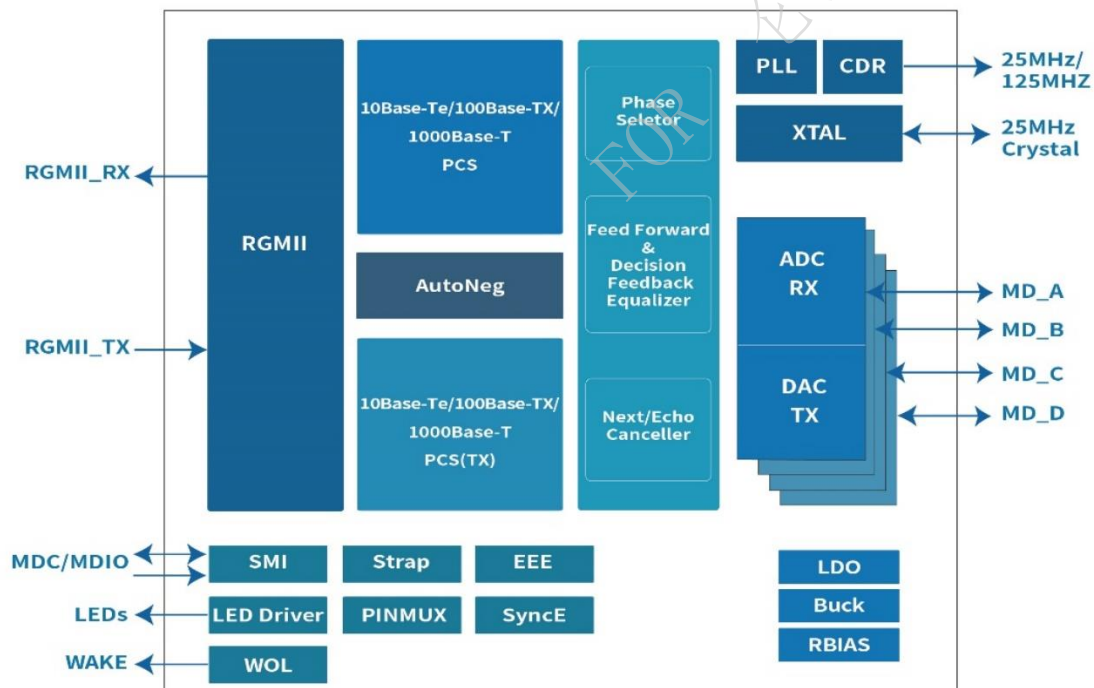 RGMII_RX
RGMII_TX
RGMII
10Base-Te/100Base-TX/
1000Base-T
PCS
AutoNeg
10Base-Te/100Base-TX/
1000Base-T
PCS(TX)
Phase
Seletor
Feed Forward
&
Decision
Feedback
Equalizer
Next/Echo
Canceller
PLL
CDR
25MHz/
125MHZ
XTAL
25MHz
Crystal
ADC
RX
DAC
TX
MD_A
MD_B
MD_C
MD_D
MDC/MDIO
SMI
Strap
EEE
LEDs
LED Driver
PINMUX
SyncE
WAKE
WOL
LDO
Buck
RBIAS
FOR